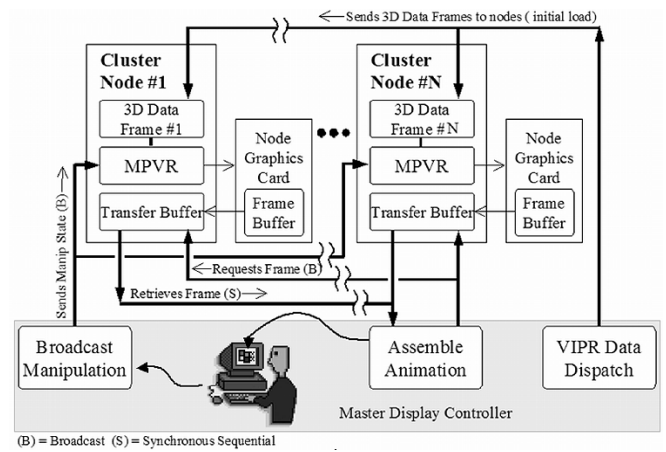 Sends 3D Data Frames to nodes ( initial load)
Cluster
Node #1
3D Data
Frame #1
MPVR
Transfer Buffer
Node
Graphics
Card
Frame
Buffer
Cluster
Node #N
3D Data
Frame #N
MPVR
Transfer Buffer
Node
Graphics
Card
Frame
Buffer
Sends Manip State (B)
Requests Frame (B)
Retrieves Frame (S)
Broadcast
Manipulation
Assemble
Animation
VIPR Data
Dispatch
Master Display Controller
(B) = Broadcast (S) = Synchronous Sequential